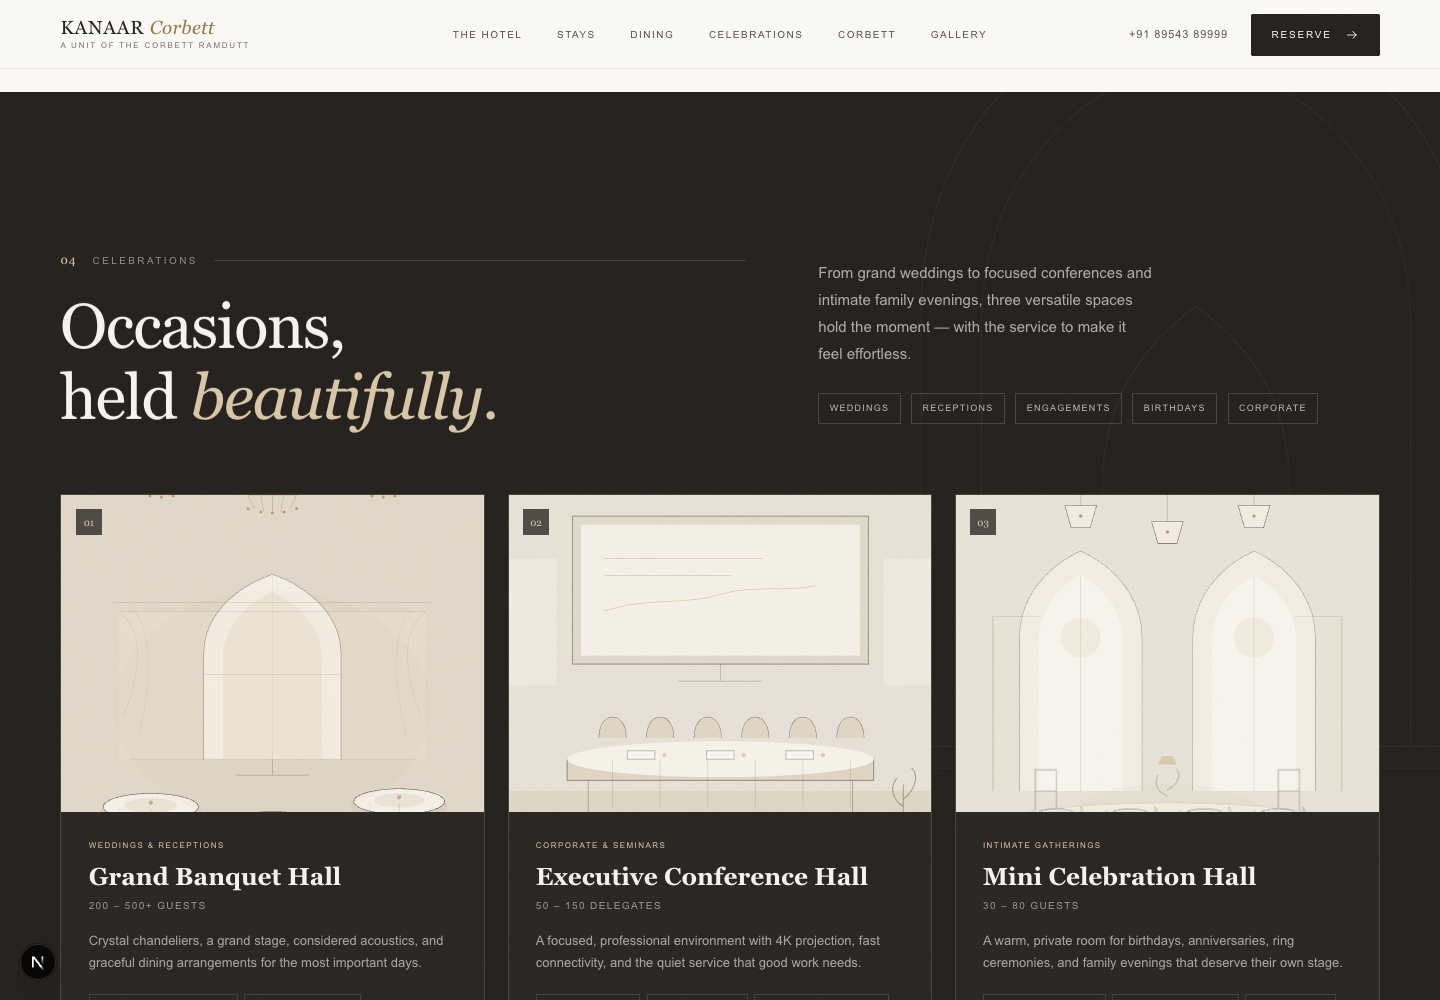 KANAAR Corbett
A UNIT OF THE CORBETT RAMDUTT
THE HOTEL
STAYS
DINING
CELEBRATIONS
CORBETT
GALLERY
+91 89543 89999
RESERVE →
04 CELEBRATIONS
Occasions,
held beautifully.
From grand weddings to focused conferences and
intimate family evenings, three versatile spaces
hold the moment — with the service to make it
feel effortless.
WEDDINGS
RECEPTIONS
ENGAGEMENTS
BIRTHDAYS
CORPORATE
01
WEDDINGS & RECEPTIONS
Grand Banquet Hall
200 – 500+ GUESTS
Crystal chandeliers, a grand stage, considered acoustics, and
graceful dining arrangements for the most important days.
02
CORPORATE & SEMINARS
Executive Conference Hall
50 – 150 DELEGATES
A focused, professional environment with 4K projection, fast
connectivity, and the quiet service that good work needs.
03
INTIMATE GATHERINGS
Mini Celebration Hall
30 – 80 GUESTS
A warm, private room for birthdays, anniversaries, ring
ceremonies, and family evenings that deserve their own stage.
N